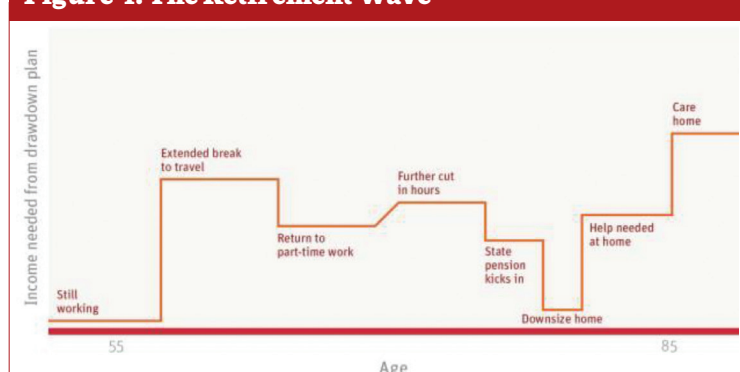 Figure 1. The Retirement Wave
Income needed from drawdown plan
Still
working
Extended break
to travel
Return to
part-time work
Further cut
in hours
State
pension
kicks in
Downsize home
Help needed
at home
Care
home
55
85
Age